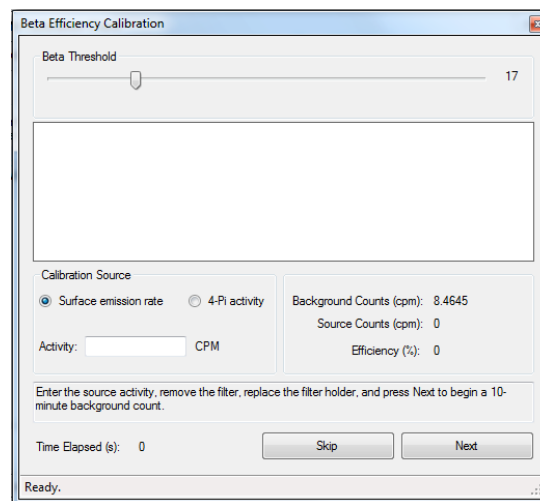 Beta Efficiency Calibration
Beta Threshold
17
Calibration Source
Surface emission rate 4-Pi activity
Activity: CPM
Background Counts (cpm): 8.4645
Source Counts (cpm): 0
Efficiency (%): 0
Enter the source activity, remove the filter, replace the filter holder, and press Next to begin a 10-
minute background count.
Time Elapsed (s): 0 Skip Next
Ready.